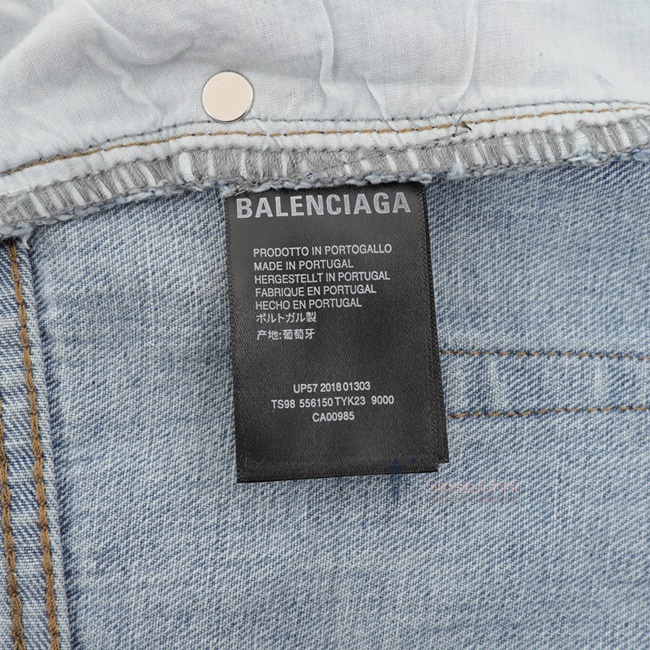 BALENCIAGA
PRODOTTO IN PORTOGALLO
MADE IN PORTUGAL
HERGESTELLT IN PORTUGAL
FABRIQUE EN PORTUGAL
HECHO EN PORTUGAL
ポルトガル製
产地:葡萄牙
UP57 2018 01303
TS98 556150 TYK23 9000
CA00985